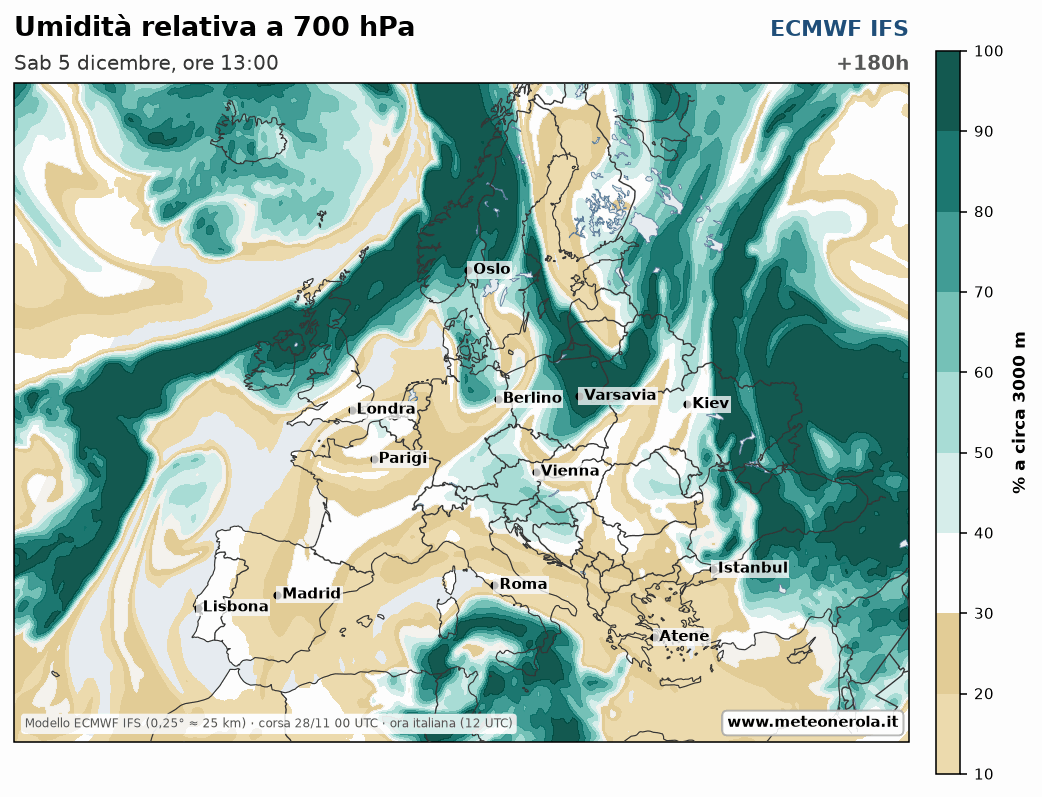 Umidità relativa a 700 hPa
ECMWF IFS
Sab 5 dicembre, ore 13:00
+180h
100
90
80
70
60
50
40
30
20
10
% a circa 3000 m
Oslo
Berlino
Varsavia
Kiev
Londra
Parigi
Vienna
Istanbul
Roma
Madrid
Lisbona
Atene
Modello ECMWF IFS (0,25° ≈ 25 km) · corsa 28/11 00 UTC · ora italiana (12 UTC)
www.meteonerola.it